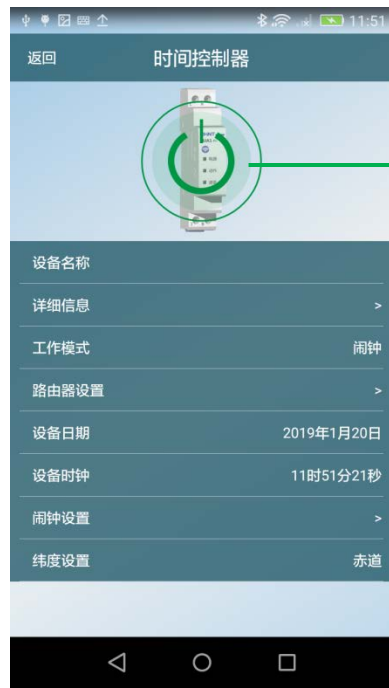 11:51
返回 时间控制器
设备名称
详细信息 >
工作模式 闹钟
路由器设置 >
设备日期 2019年1月20日
设备时钟 11时51分21秒
闹钟设置 >
纬度设置 赤道